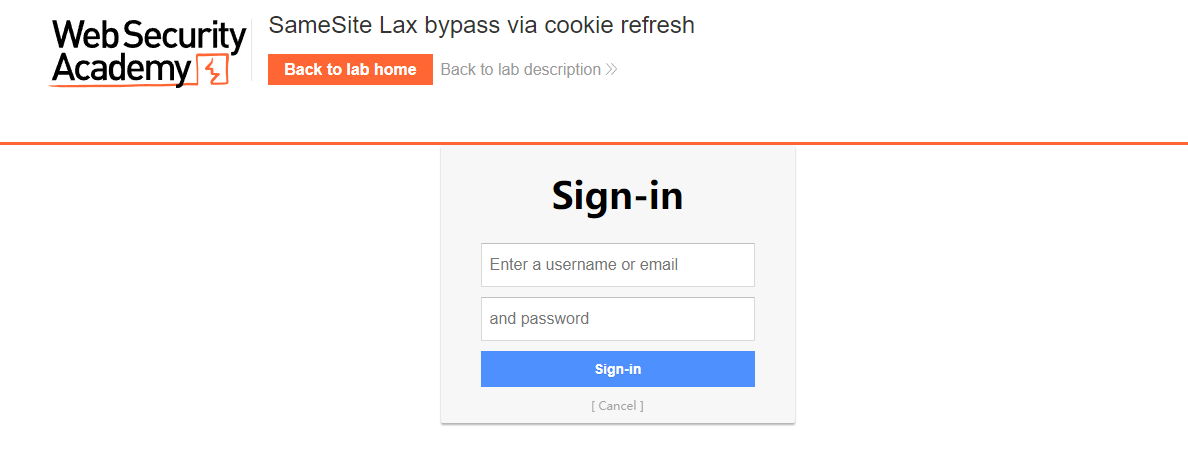 Web Security
Academy
SameSite Lax bypass via cookie refresh
Back to lab home
Back to lab description
Sign-in
Enter a username or email
and password
Sign-in
[ Cancel ]